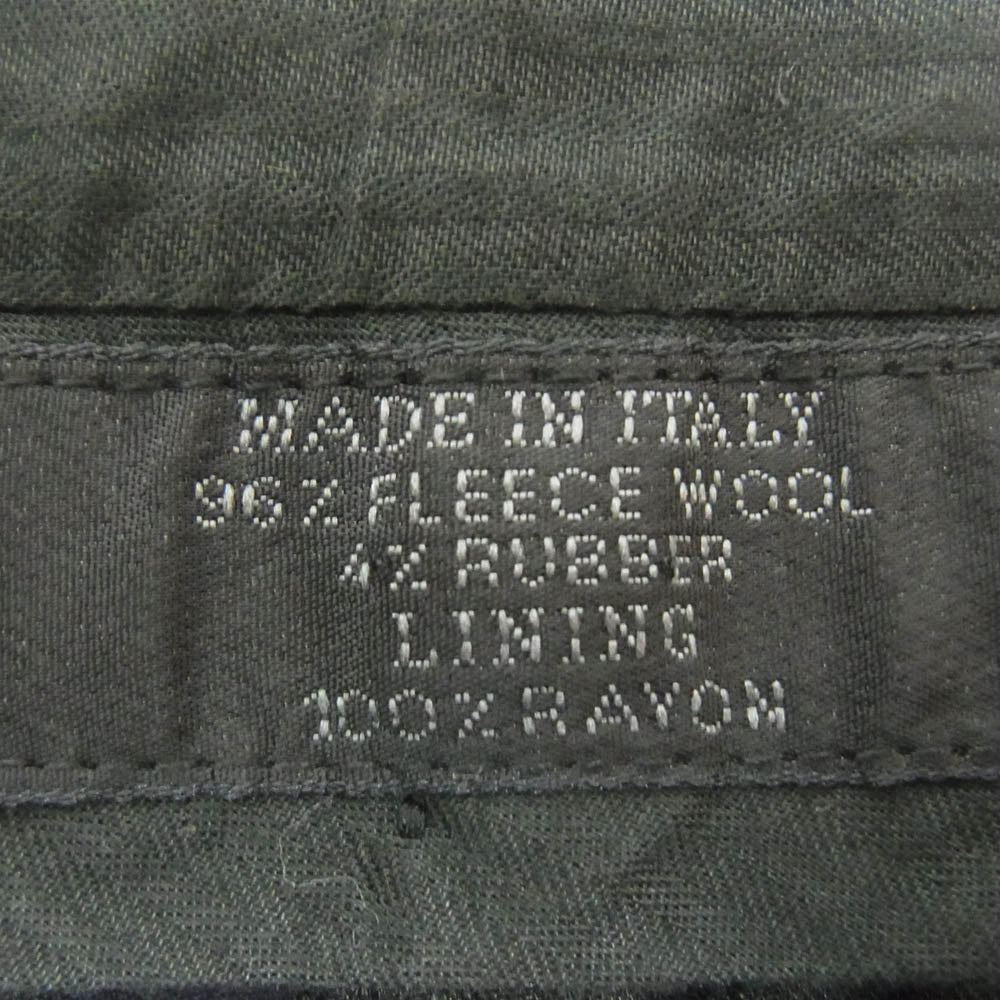 MADE IN ITALY
96% FLEECE WOOL
4% RUBBER
LINING
100% RAYON